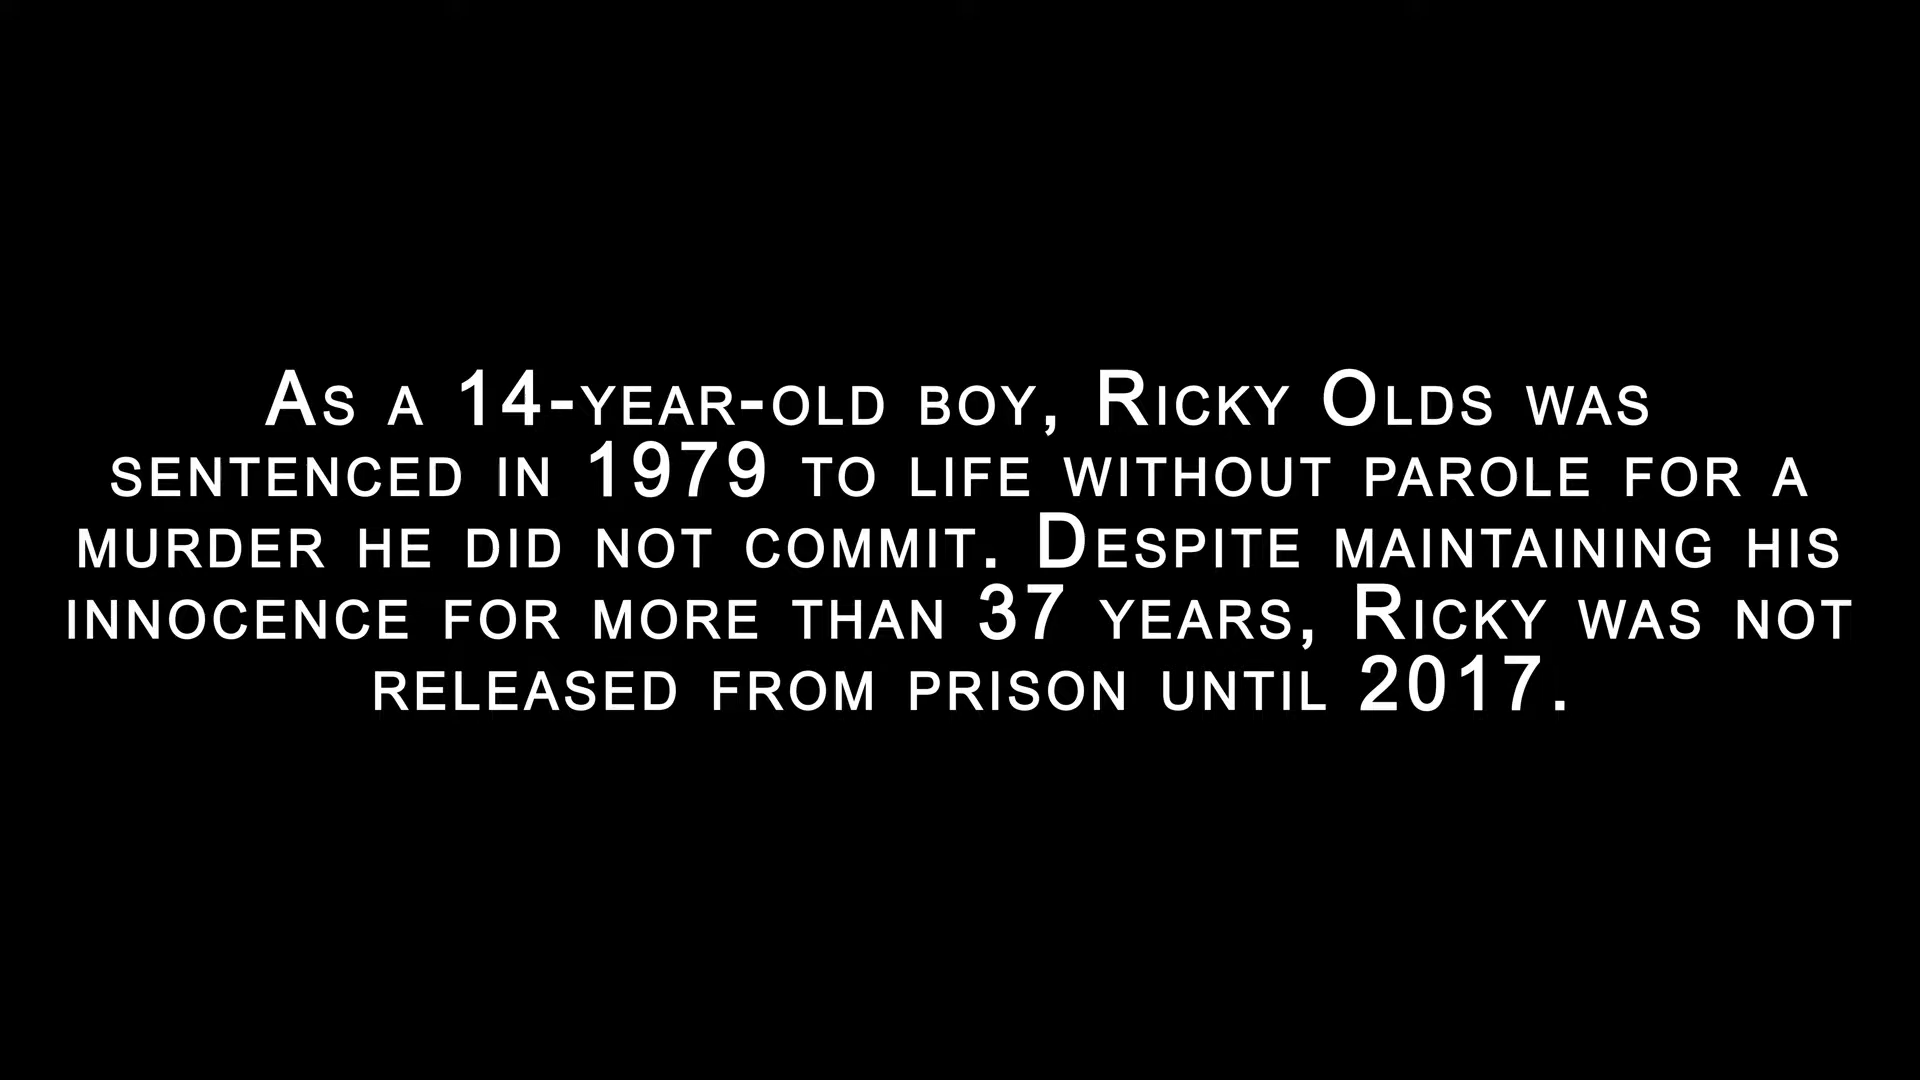 As a 14-year-old boy, Ricky Olds was
sentenced in 1979 to life without parole for a
murder he did not commit. Despite maintaining his
innocence for more than 37 years, Ricky was not
released from prison until 2017.